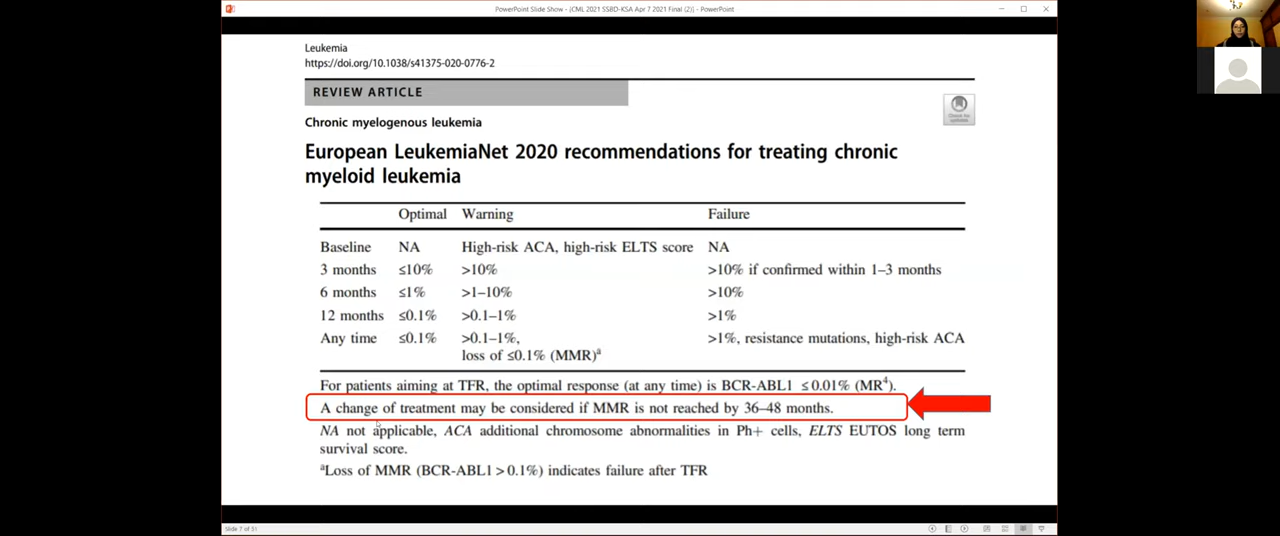 PowerPoint Slide Show - [CML 2021 SSBD-KSA Apr 7 2021 Final (2)] - PowerPoint
Leukemia
https://doi.org/10.1038/s41375-020-0776-2
REVIEW ARTICLE
Check for updates
Chronic myelogenous leukemia
European LeukemiaNet 2020 recommendations for treating chronic
myeloid leukemia
Optimal Warning Failure
Baseline NA High-risk ACA, high-risk ELTS score NA
3 months ≤10% >10% >10% if confirmed within 1–3 months
6 months ≤1% >1–10% >10%
12 months ≤0.1% >0.1–1% >1%
Any time ≤0.1% >0.1–1%, >1%, resistance mutations, high-risk ACA
loss of ≤0.1% (MMR)ᵃ
For patients aiming at TFR, the optimal response (at any time) is BCR-ABL1 ≤0.01% (MR⁴).
A change of treatment may be considered if MMR is not reached by 36–48 months.
NA not applicable, ACA additional chromosome abnormalities in Ph+ cells, ELTS EUTOS long term
survival score.
ᵃLoss of MMR (BCR-ABL1 > 0.1%) indicates failure after TFR
Slide 7 of 51